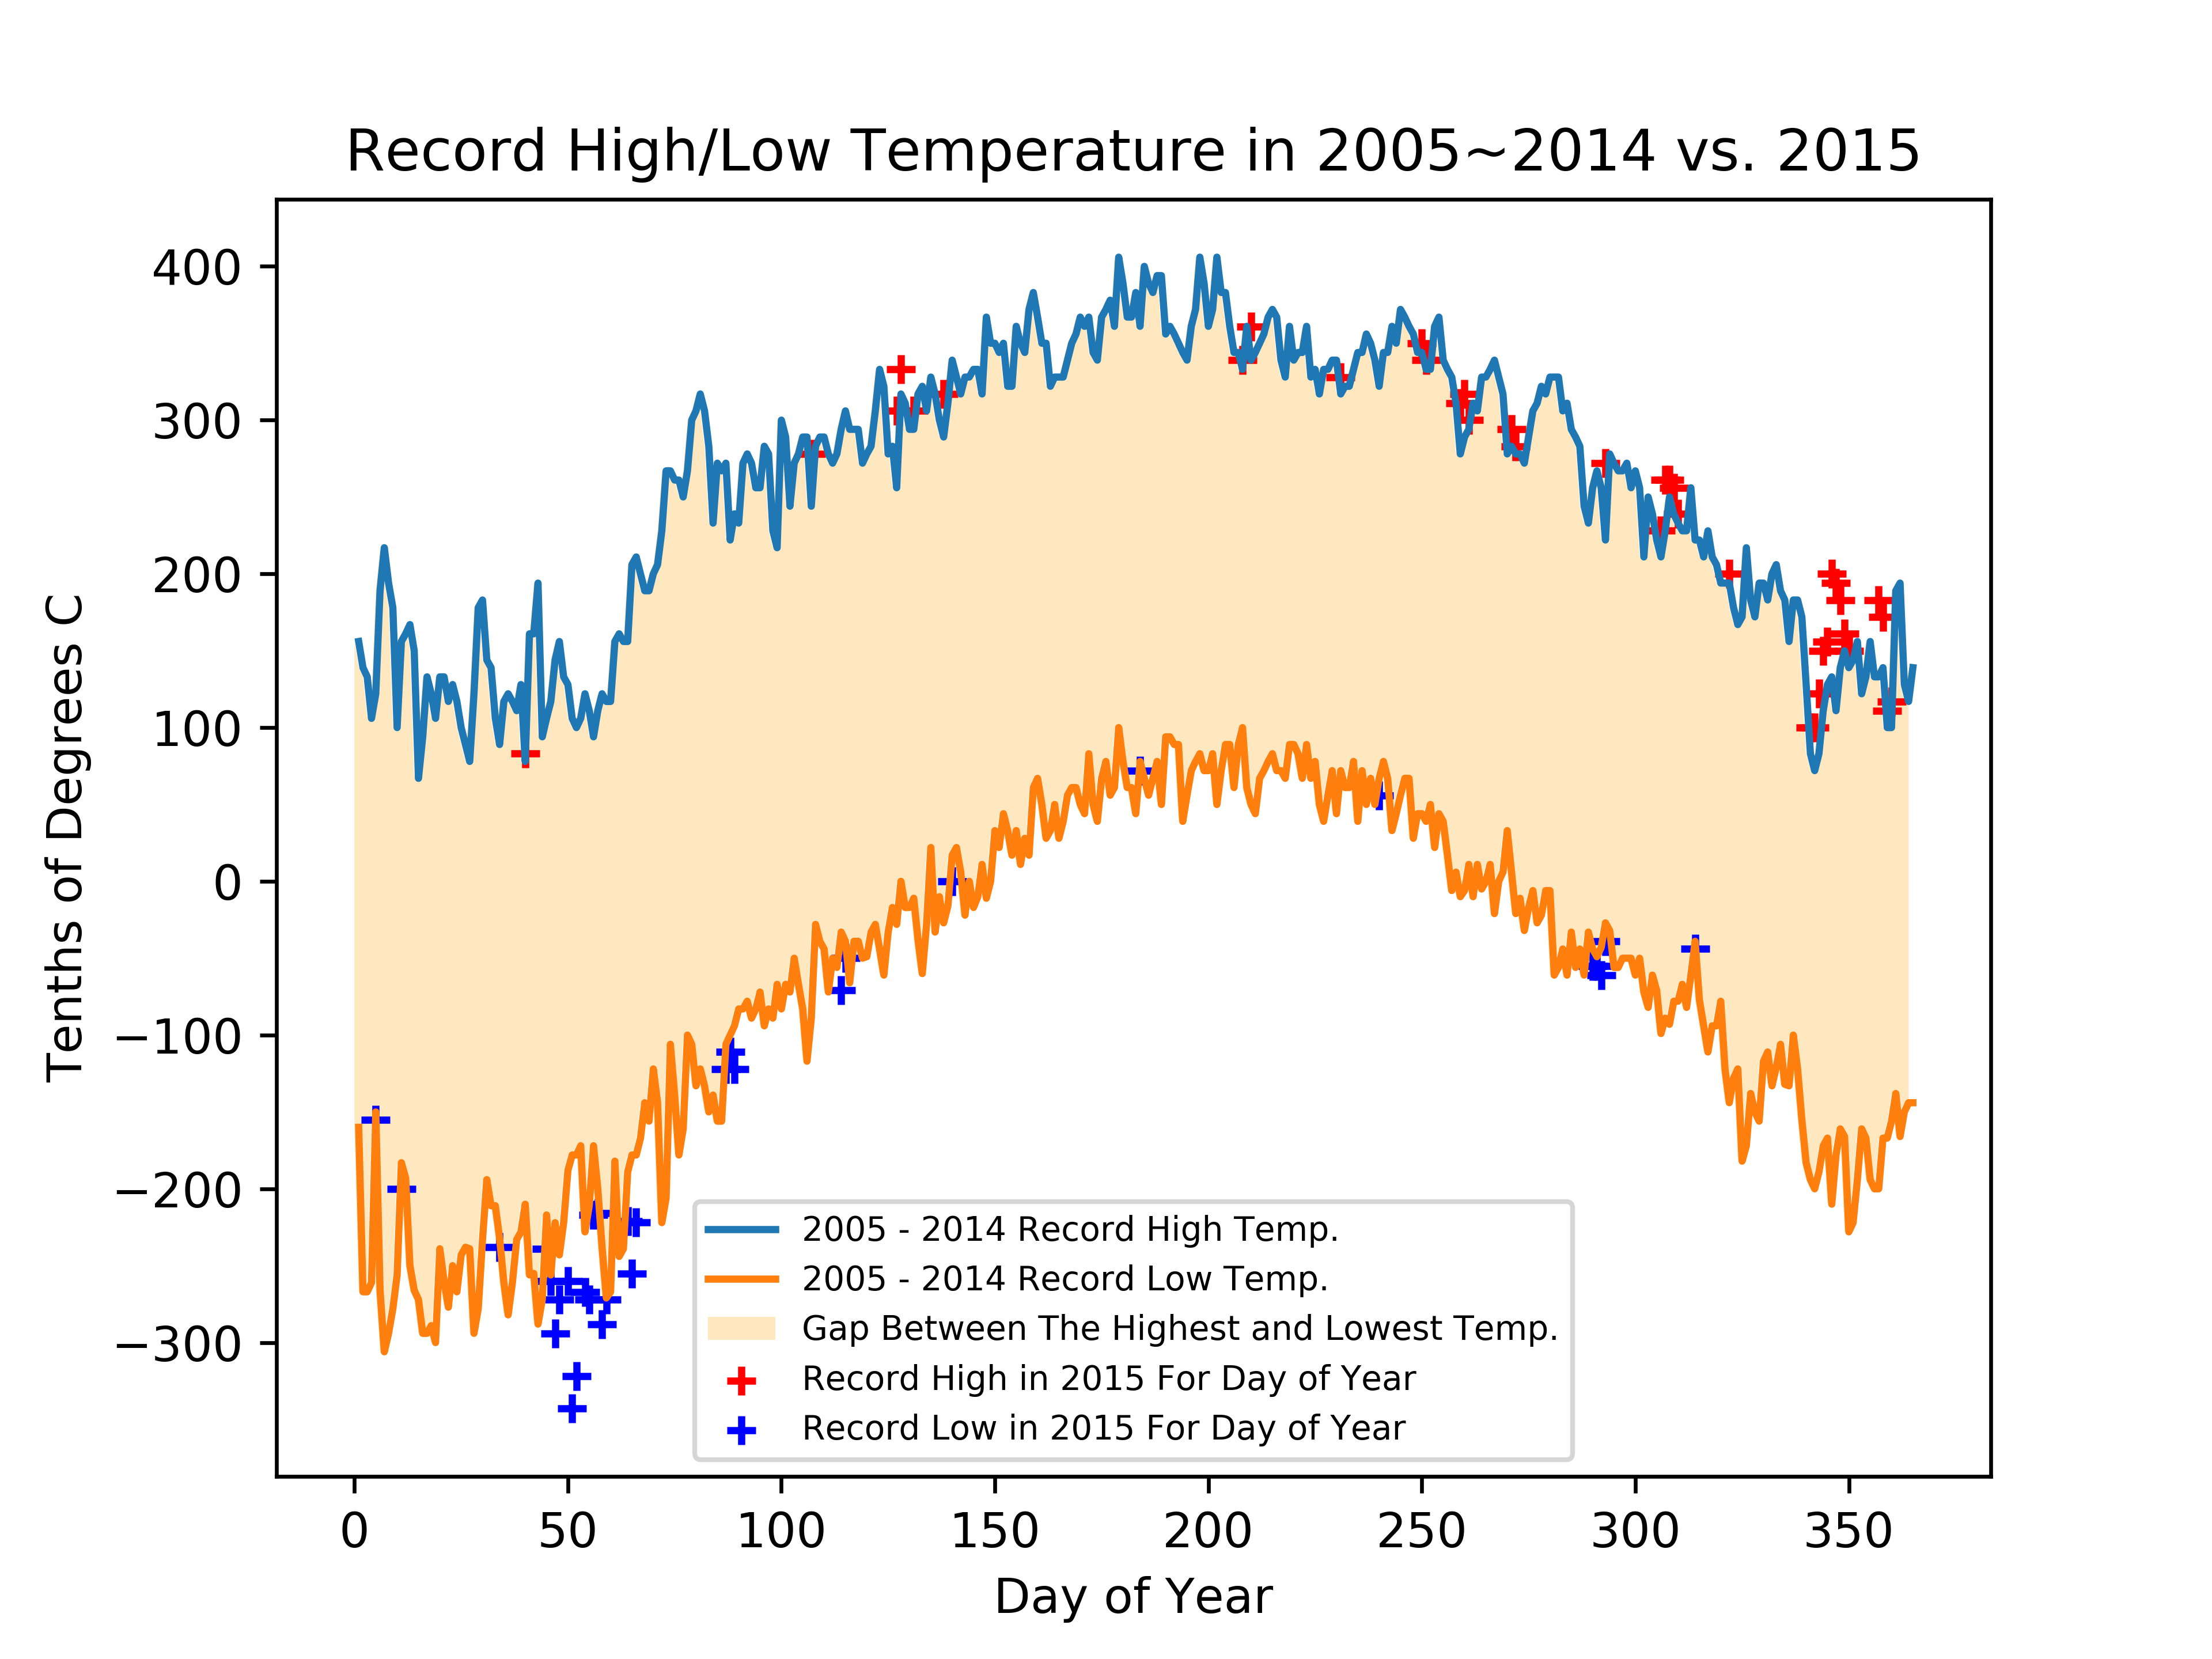 Record High/Low Temperature in 2005~2014 vs. 2015
400
300
200
100
0
−100
−200
−300
Tenths of Degrees C
2005 - 2014 Record High Temp.
2005 - 2014 Record Low Temp.
Gap Between The Highest and Lowest Temp.
Record High in 2015 For Day of Year
Record Low in 2015 For Day of Year
0 50 100 150 200 250 300 350
Day of Year